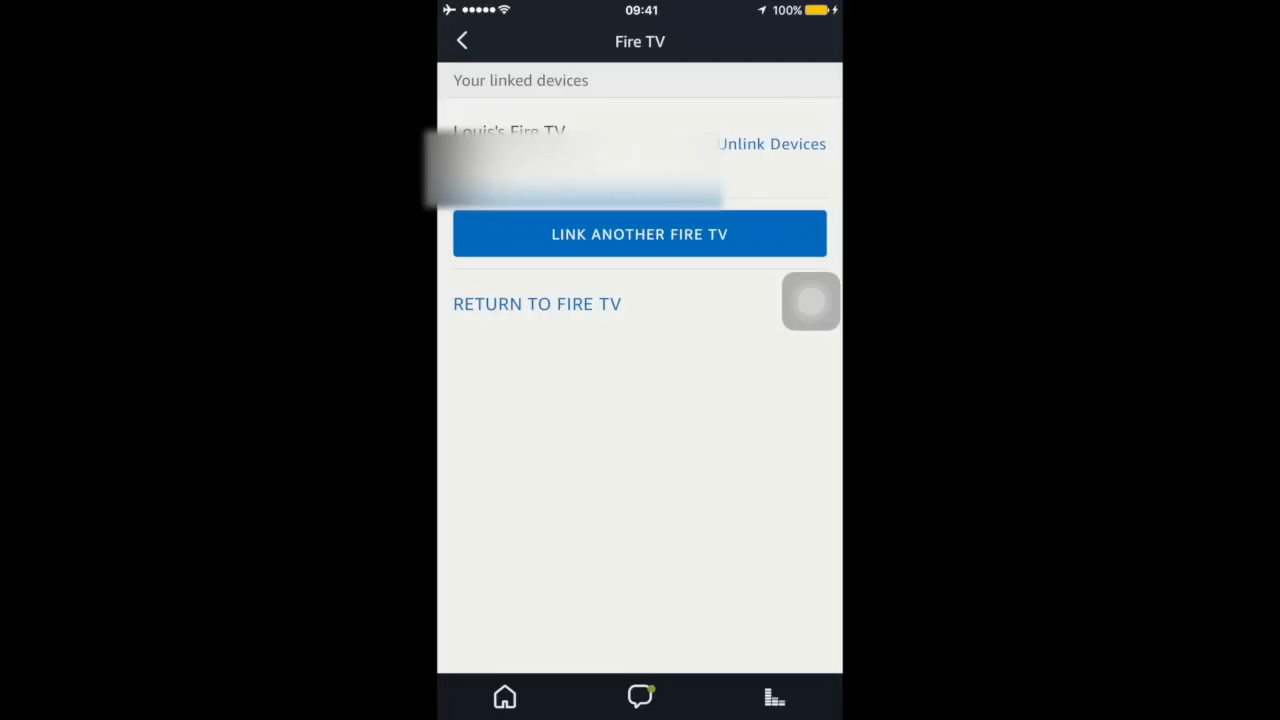 09:41
100%
Fire TV
Your linked devices
Louis's Fire TV
Unlink Devices
LINK ANOTHER FIRE TV
RETURN TO FIRE TV